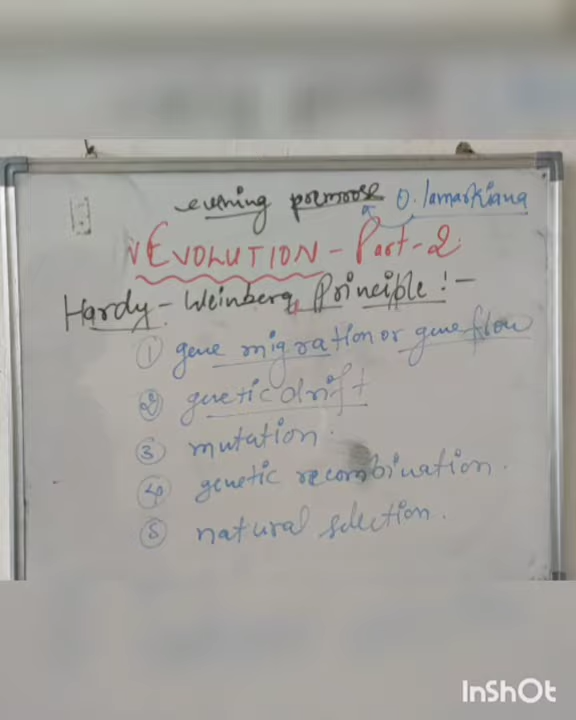 evening premrose O. lamarkiana
EVOLUTION - Part-2
Hardy - Weinberg Principle :-
① gene migration or gene flow
② genetic drift
③ mutation.
④ genetic recombination.
⑤ natural selection.
InShOt